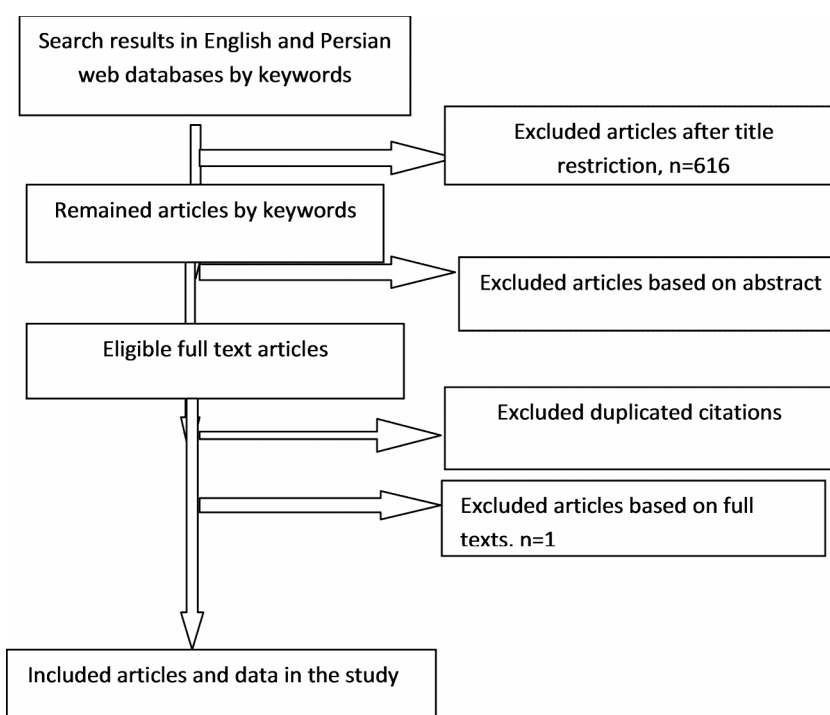 Search results in English and Persian
web databases by keywords
Excluded articles after title
restriction, n=616
Remained articles by keywords
Excluded articles based on abstract
Eligible full text articles
Excluded duplicated citations
Excluded articles based on full
texts. n=1
Included articles and data in the study